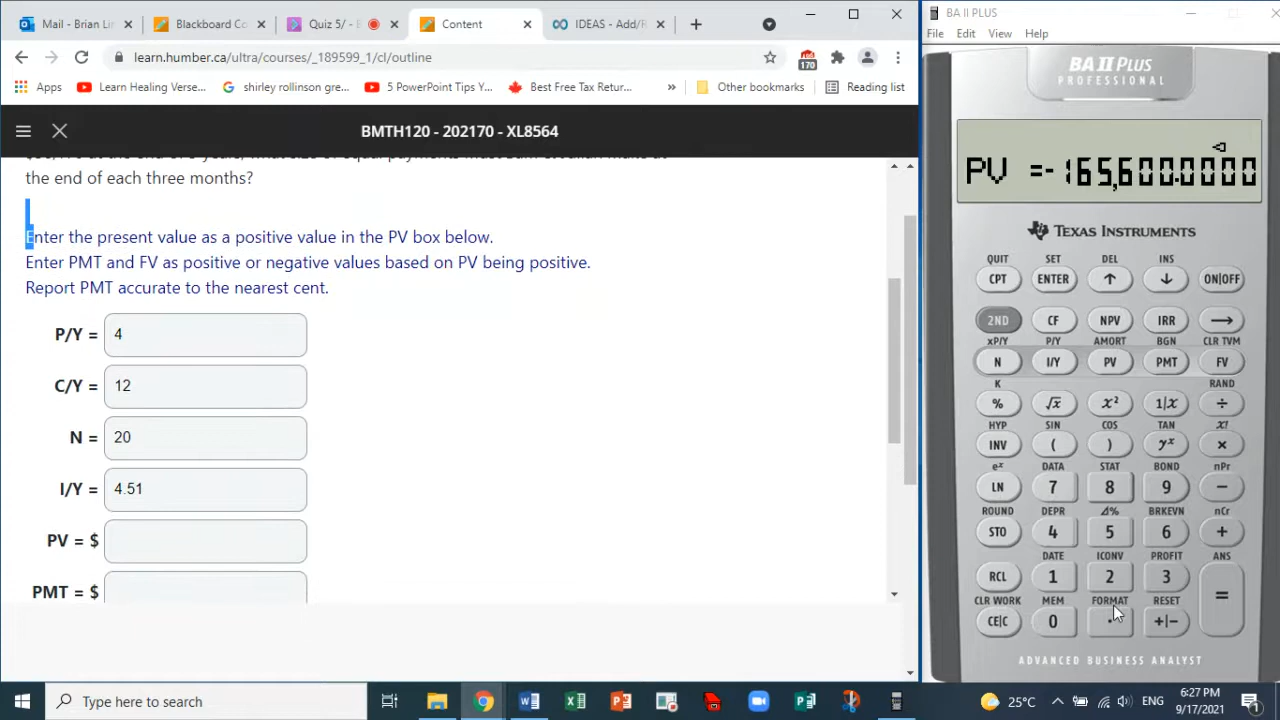 Mail - Brian Li
Blackboard Co
Quiz 5/ -
Content
IDEAS - Add/R
learn.humber.ca/ultra/courses/_189599_1/cl/outline
170
Apps
Learn Healing Verse...
shirley rollinson gre...
5 PowerPoint Tips Y...
Best Free Tax Retur...
»
Other bookmarks
Reading list
BMTH120 - 202170 - XL8564
the end of each three months?
Enter the present value as a positive value in the PV box below.
Enter PMT and FV as positive or negative values based on PV being positive.
Report PMT accurate to the nearest cent.
P/Y = 4
C/Y = 12
N = 20
I/Y = 4.51
PV = $
PMT = $
BA II PLUS
File Edit View Help
BA II Plus
PROFESSIONAL
PV =-165,600.0000
TEXAS INSTRUMENTS
QUIT SET DEL INS
CPT ENTER ↑ ↓ ON|OFF
2ND CF NPV IRR →
xP/Y P/Y AMORT BGN CLR TVM
N I/Y PV PMT FV
K RAND
% √x x² 1/X ÷
HYP SIN COS TAN x!
INV ( ) yˣ ×
eˣ DATA STAT BOND nPr
LN 7 8 9 −
ROUND DEPR ⊿% BRKEVN nCr
STO 4 5 6 +
DATE ICONV PROFIT ANS
RCL 1 2 3 =
CLR WORK MEM FORMAT RESET
CE|C 0 . +|−
ADVANCED BUSINESS ANALYST
Type here to search
25°C
ENG
6:27 PM
9/17/2021
1